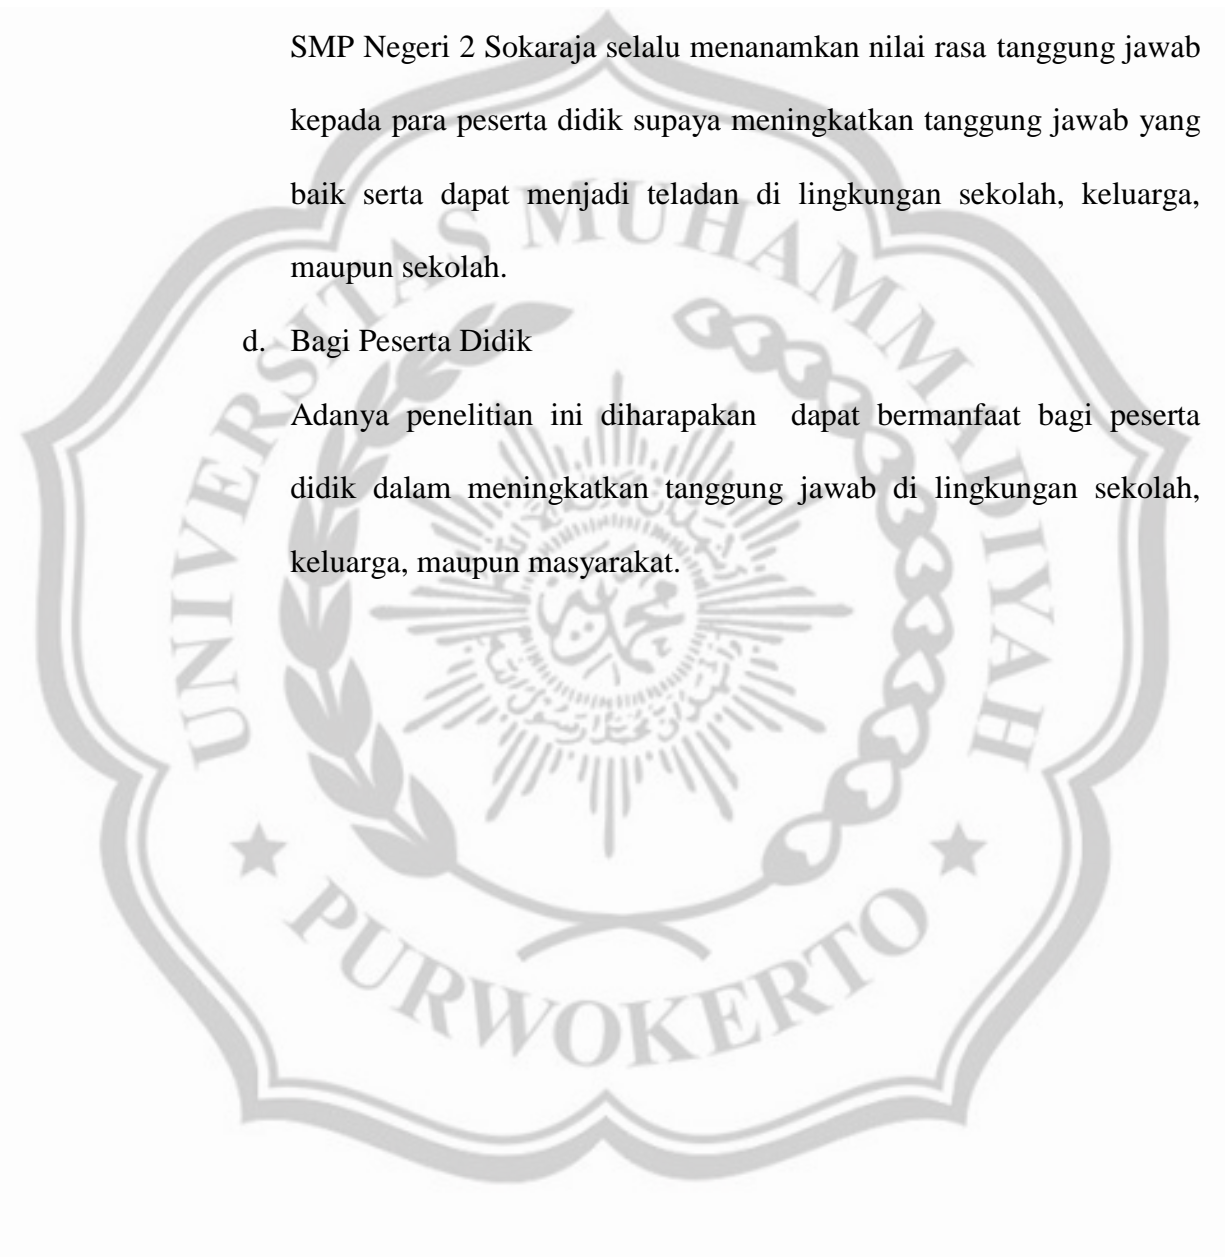 SMP Negeri 2 Sokaraja selalu menanamkan nilai rasa tanggung jawab
kepada para peserta didik supaya meningkatkan tanggung jawab yang
baik serta dapat menjadi teladan di lingkungan sekolah, keluarga,
maupun sekolah.
d. Bagi Peserta Didik
Adanya penelitian ini diharapakan dapat bermanfaat bagi peserta
didik dalam meningkatkan tanggung jawab di lingkungan sekolah,
keluarga, maupun masyarakat.
UNIVERSITAS MUHAMMADIYAH
PURWOKERTO
محمد